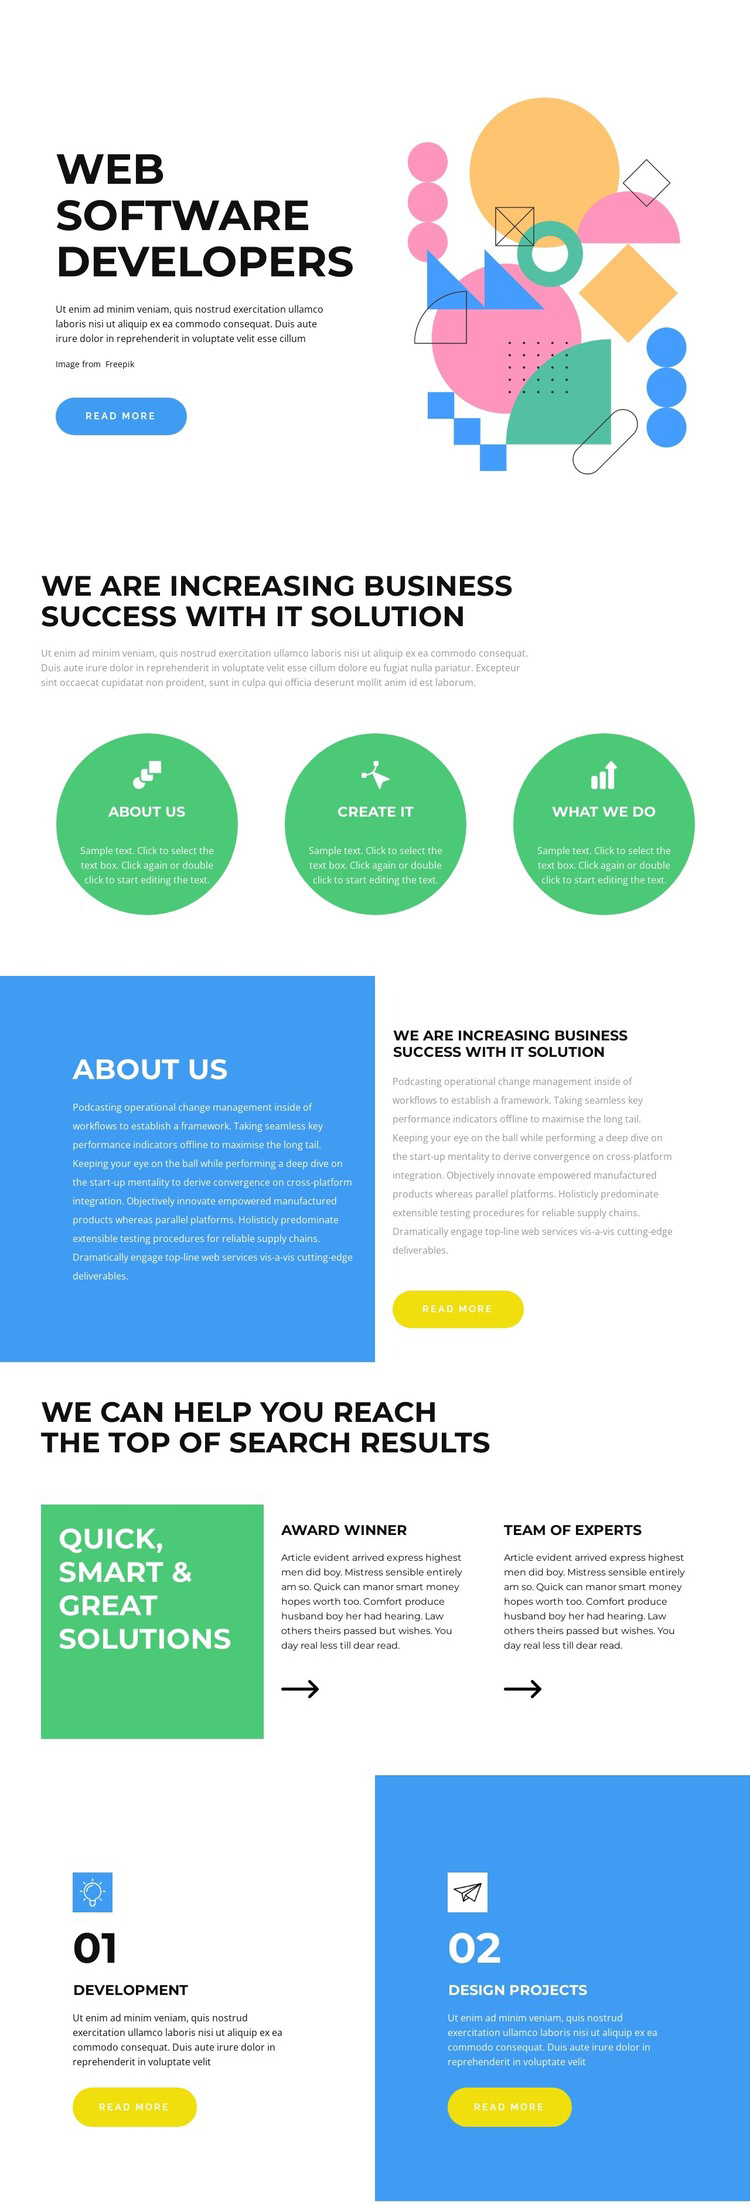 WEB
SOFTWARE
DEVELOPERS
Ut enim ad minim veniam, quis nostrud exercitation ullamco
laboris nisi ut aliquip ex ea commodo consequat. Duis aute
irure dolor in reprehenderit in voluptate velit esse cillum
Image from Freepik
READ MORE
WE ARE INCREASING BUSINESS
SUCCESS WITH IT SOLUTION
Ut enim ad minim veniam, quis nostrud exercitation ullamco laboris nisi ut aliquip ex ea commodo consequat.
Duis aute irure dolor in reprehenderit in voluptate velit esse cillum dolore eu fugiat nulla pariatur. Excepteur
sint occaecat cupidatat non proident, sunt in culpa qui officia deserunt mollit anim id est laborum.
ABOUT US
Sample text. Click to select the
text box. Click again or double
click to start editing the text.
CREATE IT
Sample text. Click to select the
text box. Click again or double
click to start editing the text.
WHAT WE DO
Sample text. Click to select the
text box. Click again or double
click to start editing the text.
ABOUT US
Podcasting operational change management inside of
workflows to establish a framework. Taking seamless key
performance indicators offline to maximise the long tail.
Keeping your eye on the ball while performing a deep dive on
the start-up mentality to derive convergence on cross-platform
integration. Objectively innovate empowered manufactured
products whereas parallel platforms. Holisticly predominate
extensible testing procedures for reliable supply chains.
Dramatically engage top-line web services vis-a-vis cutting-edge
deliverables.
WE ARE INCREASING BUSINESS
SUCCESS WITH IT SOLUTION
Podcasting operational change management inside of
workflows to establish a framework. Taking seamless key
performance indicators offline to maximise the long tail.
Keeping your eye on the ball while performing a deep dive on
the start-up mentality to derive convergence on cross-platform
integration. Objectively innovate empowered manufactured
products whereas parallel platforms. Holisticly predominate
extensible testing procedures for reliable supply chains.
Dramatically engage top-line web services vis-a-vis cutting-edge
deliverables.
READ MORE
WE CAN HELP YOU REACH
THE TOP OF SEARCH RESULTS
QUICK,
SMART &
GREAT
SOLUTIONS
AWARD WINNER
Article evident arrived express highest
men did boy. Mistress sensible entirely
am so. Quick can manor smart money
hopes worth too. Comfort produce
husband boy her had hearing. Law
others theirs passed but wishes. You
day real less till dear read.
TEAM OF EXPERTS
Article evident arrived express highest
men did boy. Mistress sensible entirely
am so. Quick can manor smart money
hopes worth too. Comfort produce
husband boy her had hearing. Law
others theirs passed but wishes. You
day real less till dear read.
01
DEVELOPMENT
Ut enim ad minim veniam, quis nostrud
exercitation ullamco laboris nisi ut aliquip ex ea
commodo consequat. Duis aute irure dolor in
reprehenderit in voluptate velit
READ MORE
02
DESIGN PROJECTS
Ut enim ad minim veniam, quis nostrud
exercitation ullamco laboris nisi ut aliquip ex ea
commodo consequat. Duis aute irure dolor in
reprehenderit in voluptate velit
READ MORE